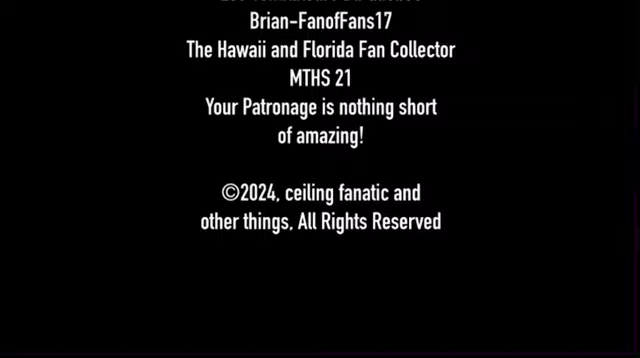 Brian-FanofFans17
The Hawaii and Florida Fan Collector
MTHS 21
Your Patronage is nothing short
of amazing!
©2024, ceiling fanatic and
other things, All Rights Reserved